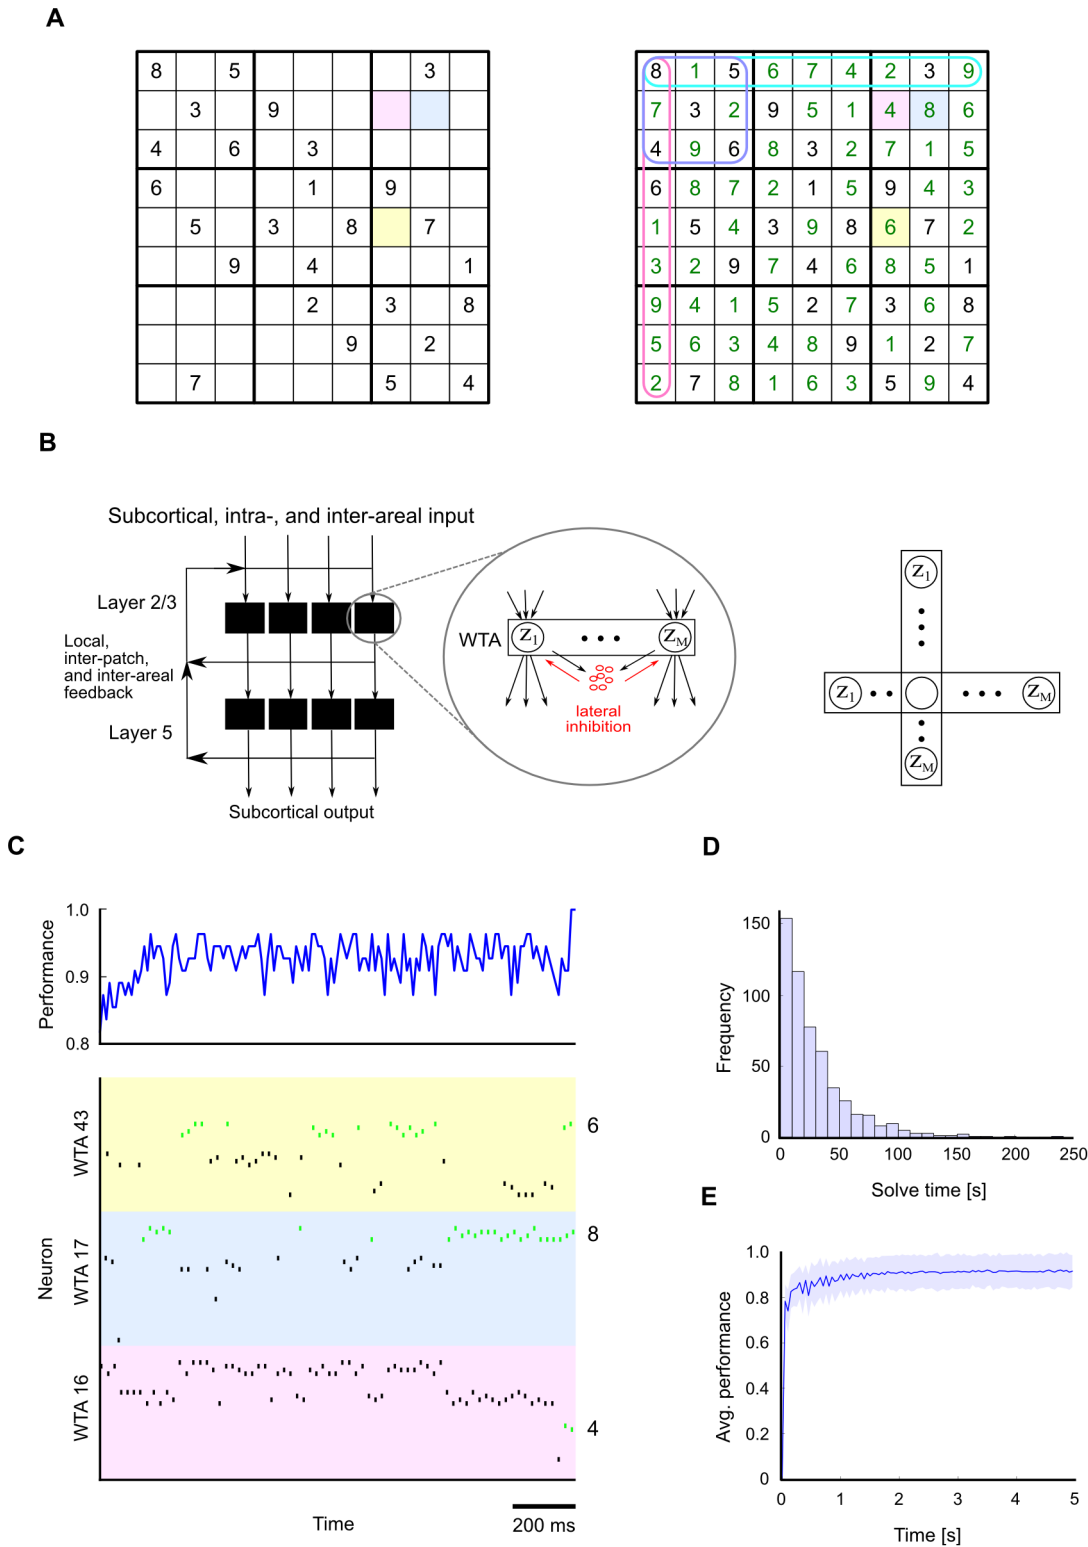 A
8 5 3
3 9
4 6 3
6 1 9
5 3 8 7
9 4 1
2 3 8
9 2
7 5 4
8 1 5 6 7 4 2 3 9
7 3 2 9 5 1 4 8 6
4 9 6 8 3 2 7 1 5
6 8 7 2 1 5 9 4 3
1 5 4 3 9 8 6 7 2
3 2 9 7 4 6 8 5 1
9 4 1 5 2 7 3 6 8
5 6 3 4 8 9 1 2 7
2 7 8 1 6 3 5 9 4
B
Subcortical, intra-, and inter-areal input
Layer 2/3
Local,
inter-patch,
and inter-areal
feedback
Layer 5
Subcortical output
WTA
z1 • • • zM
lateral
inhibition
z1
•
•
•
z1 • • • • • zM
•
•
zM
C
Performance
1.0
0.9
0.8
Neuron
WTA 43
6
WTA 17
8
WTA 16
4
Time
200 ms
D
Frequency
150
100
50
0
0 50 100 150 200 250
Solve time [s]
E
Avg. performance
1.0
0.8
0.6
0.4
0.2
0
0 1 2 3 4 5
Time [s]